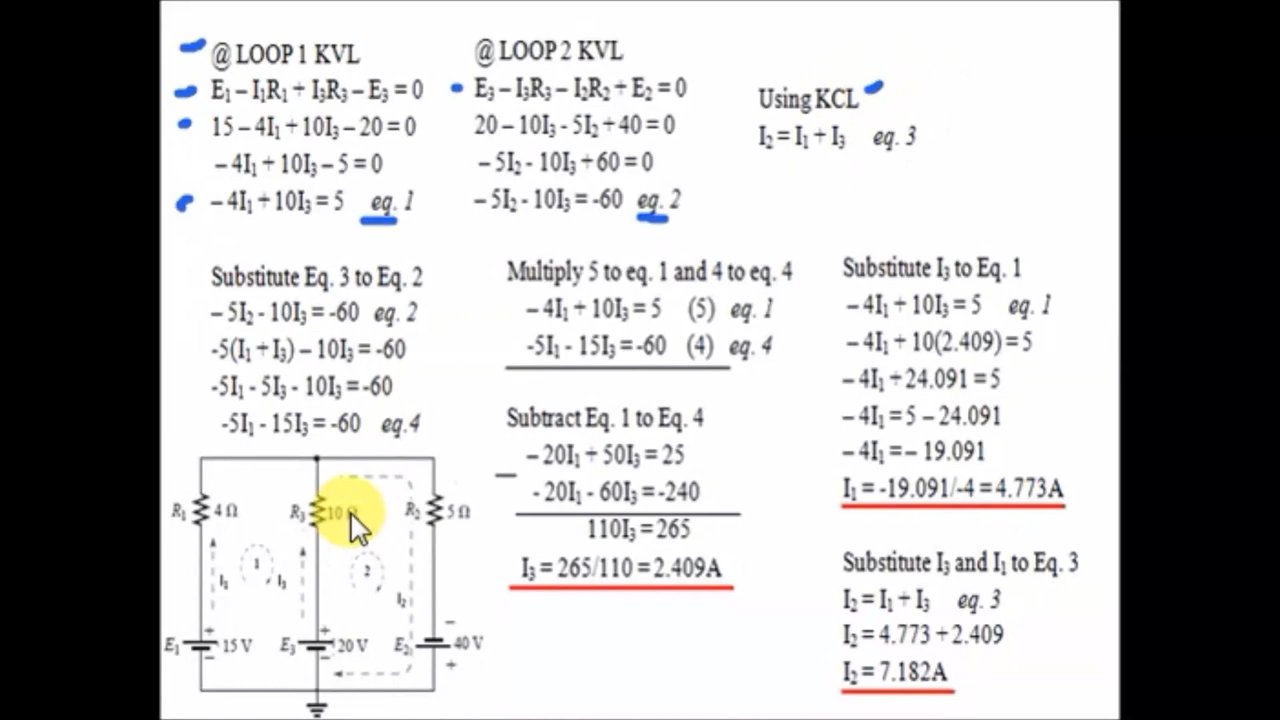 @ LOOP 1 KVL
E₁ – I₁R₁ + I₃R₃ – E₃ = 0
15 – 4I₁ + 10I₃ – 20 = 0
– 4I₁ + 10I₃ – 5 = 0
– 4I₁ + 10I₃ = 5 eq. 1
@ LOOP 2 KVL
E₃ – I₃R₃ – I₂R₂ + E₂ = 0
20 – 10I₃ - 5I₂ + 40 = 0
– 5I₂ - 10I₃ + 60 = 0
– 5I₂ - 10I₃ = -60 eq. 2
Using KCL
I₂ = I₁ + I₃ eq. 3
Substitute Eq. 3 to Eq. 2
– 5I₂ - 10I₃ = -60 eq. 2
-5(I₁ + I₃) – 10I₃ = -60
-5I₁ - 5I₃ - 10I₃ = -60
-5I₁ - 15I₃ = -60 eq.4
Multiply 5 to eq. 1 and 4 to eq. 4
– 4I₁ + 10I₃ = 5 (5) eq. 1
-5I₁ - 15I₃ = -60 (4) eq. 4
Subtract Eq. 1 to Eq. 4
– 20I₁ + 50I₃ = 25
– - 20I₁ - 60I₃ = -240
110I₃ = 265
I₃ = 265/110 = 2.409A
Substitute I₃ to Eq. 1
– 4I₁ + 10I₃ = 5 eq. 1
– 4I₁ + 10(2.409) = 5
– 4I₁ + 24.091 = 5
– 4I₁ = 5 – 24.091
– 4I₁ = – 19.091
I₁ = -19.091/-4 = 4.773A
Substitute I₃ and I₁ to Eq. 3
I₂ = I₁ + I₃ eq. 3
I₂ = 4.773 + 2.409
I₂ = 7.182A
R₁ 4 Ω R₃ 10 Ω R₂ 5 Ω
1 2
I₁ I₃ I₂
+ + –
E₁ 15 V E₃ 20 V E₂ 40 V
– – +